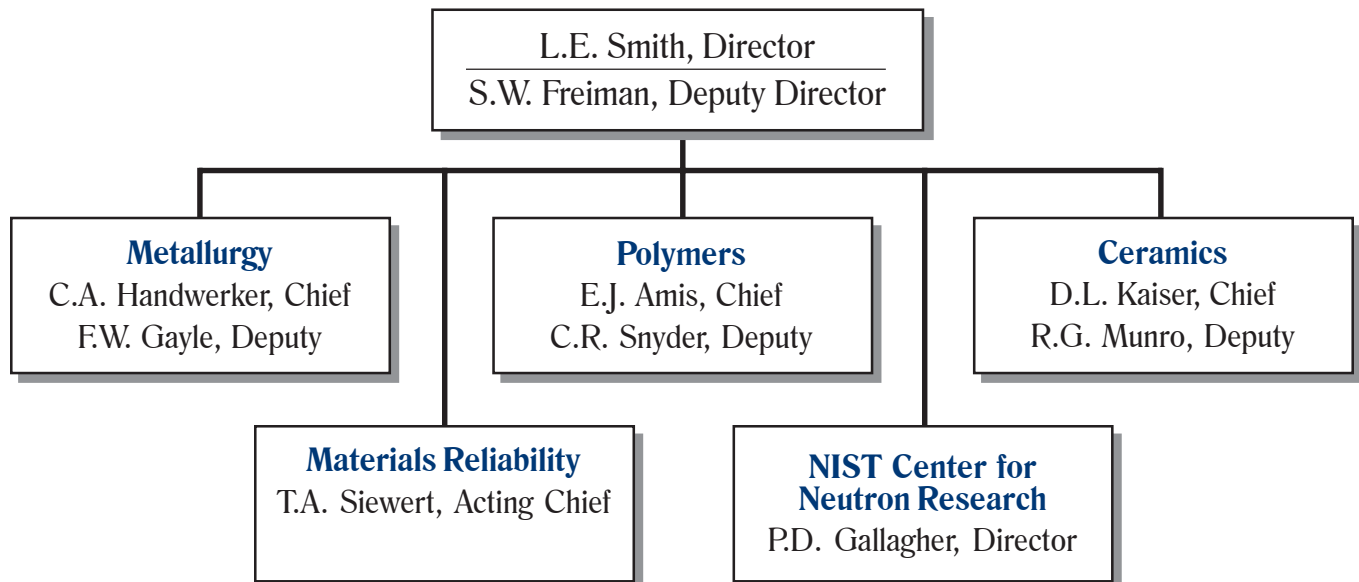 L.E. Smith, Director
S.W. Freiman, Deputy Director
Metallurgy
C.A. Handwerker, Chief
F.W. Gayle, Deputy
Polymers
E.J. Amis, Chief
C.R. Snyder, Deputy
Ceramics
D.L. Kaiser, Chief
R.G. Munro, Deputy
Materials Reliability
T.A. Siewert, Acting Chief
NIST Center for
Neutron Research
P.D. Gallagher, Director